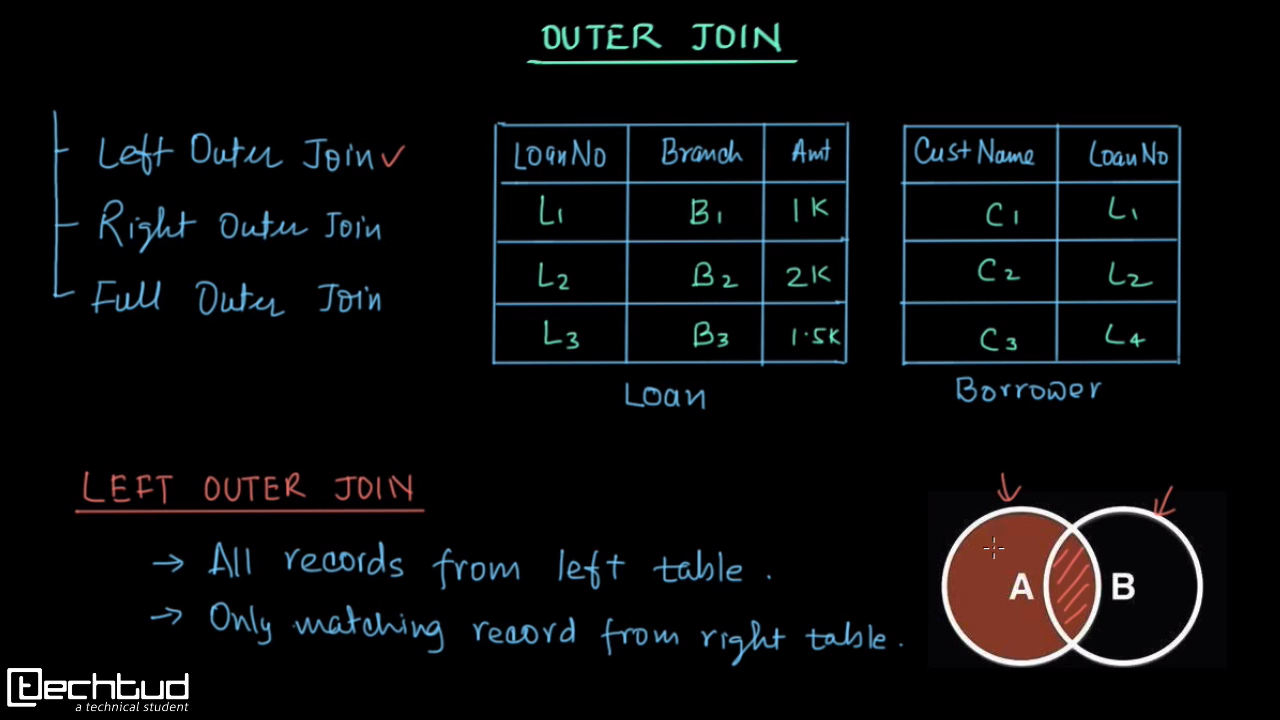 OUTER JOIN
Left Outer Join
Right Outer Join
Full Outer Join
LoanNo Branch Amt
L1 B1 1K
L2 B2 2K
L3 B3 1.5K
Loan
Cust Name LoanNo
C1 L1
C2 L2
C3 L4
Borrower
LEFT OUTER JOIN
→ All records from left table.
→ Only matching record from right table.
A B
techtud
a technical student